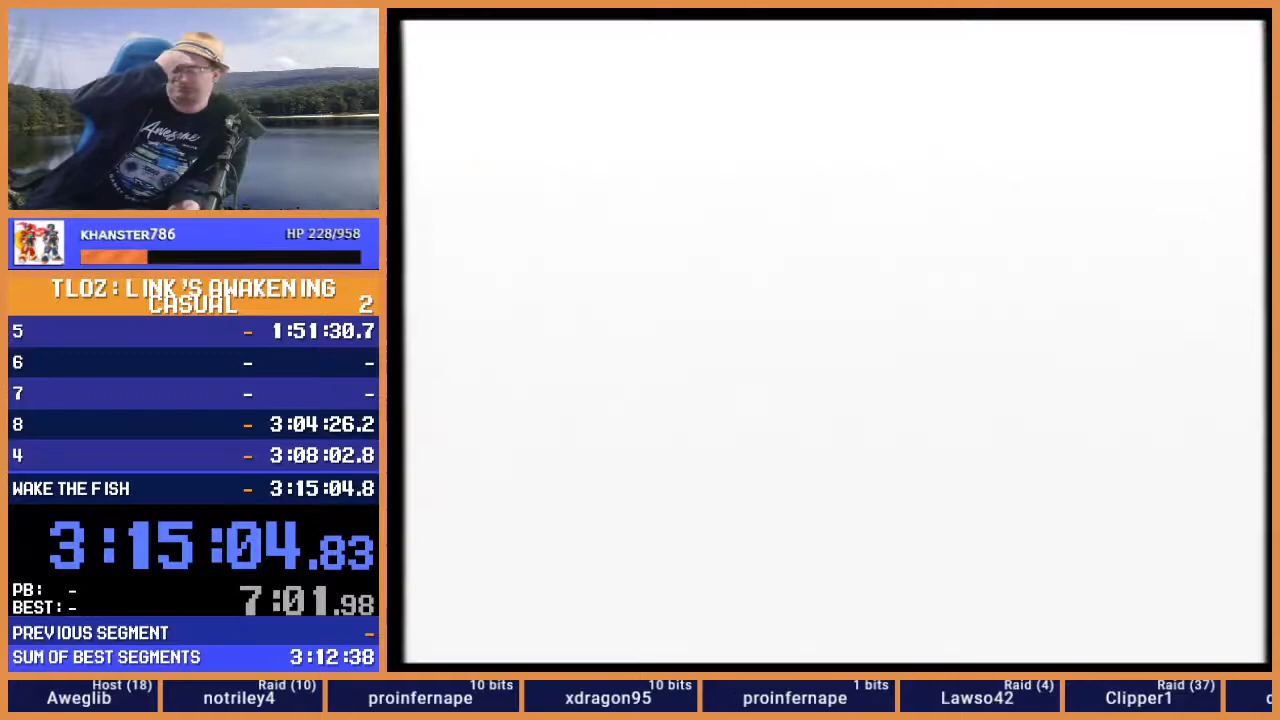 Awesome
KHANSTER786 HP 228/958
TLOZ: LINK'S AWAKENING
CASUAL 2
5 - 1:51:30.7
6 - -
7 - -
8 - 3:04:26.2
4 - 3:08:02.8
WAKE THE FISH - 3:15:04.8
3:15:04.83
PB: -
BEST: - 7:01.98
PREVIOUS SEGMENT -
SUM OF BEST SEGMENTS 3:12:38
Host (18) Raid (10) 10 bits 10 bits 1 bits Raid (4) Raid (37)
Aweglib notriley4 proinfernape xdragon95 proinfernape Lawso42 Clipper1